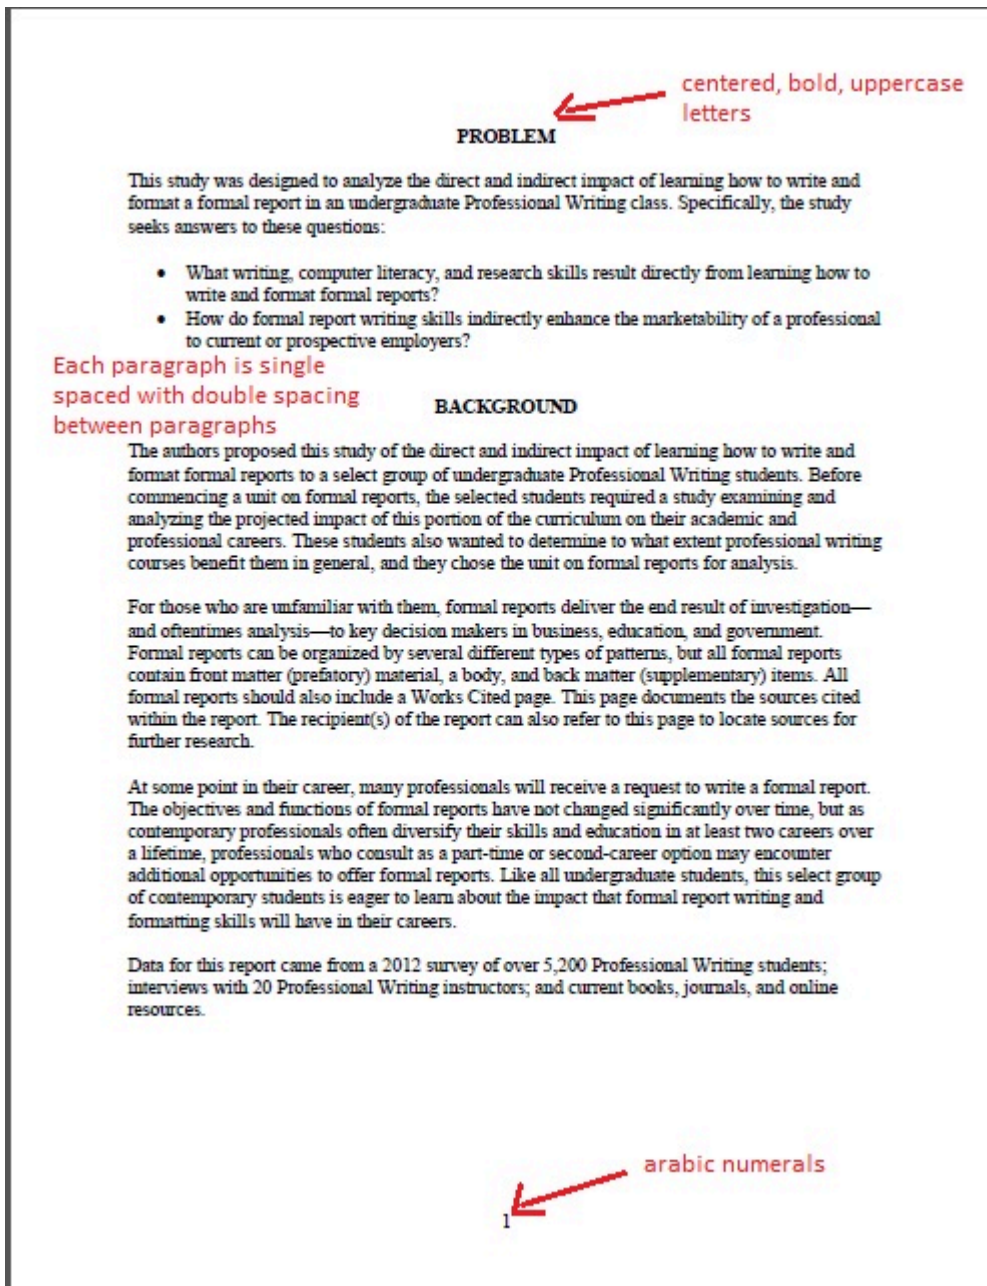 centered, bold, uppercase
letters
PROBLEM
This study was designed to analyze the direct and indirect impact of learning how to write and
format a formal report in an undergraduate Professional Writing class. Specifically, the study
seeks answers to these questions:
• What writing, computer literacy, and research skills result directly from learning how to
write and format formal reports?
• How do formal report writing skills indirectly enhance the marketability of a professional
to current or prospective employers?
Each paragraph is single
spaced with double spacing
between paragraphs
BACKGROUND
The authors proposed this study of the direct and indirect impact of learning how to write and
format formal reports to a select group of undergraduate Professional Writing students. Before
commencing a unit on formal reports, the selected students required a study examining and
analyzing the projected impact of this portion of the curriculum on their academic and
professional careers. These students also wanted to determine to what extent professional writing
courses benefit them in general, and they chose the unit on formal reports for analysis.
For those who are unfamiliar with them, formal reports deliver the end result of investigation—
and oftentimes analysis—to key decision makers in business, education, and government.
Formal reports can be organized by several different types of patterns, but all formal reports
contain front matter (prefatory) material, a body, and back matter (supplementary) items. All
formal reports should also include a Works Cited page. This page documents the sources cited
within the report. The recipient(s) of the report can also refer to this page to locate sources for
further research.
At some point in their career, many professionals will receive a request to write a formal report.
The objectives and functions of formal reports have not changed significantly over time, but as
contemporary professionals often diversify their skills and education in at least two careers over
a lifetime, professionals who consult as a part-time or second-career option may encounter
additional opportunities to offer formal reports. Like all undergraduate students, this select group
of contemporary students is eager to learn about the impact that formal report writing and
formatting skills will have in their careers.
Data for this report came from a 2012 survey of over 5,200 Professional Writing students;
interviews with 20 Professional Writing instructors; and current books, journals, and online
resources.
arabic numerals
1